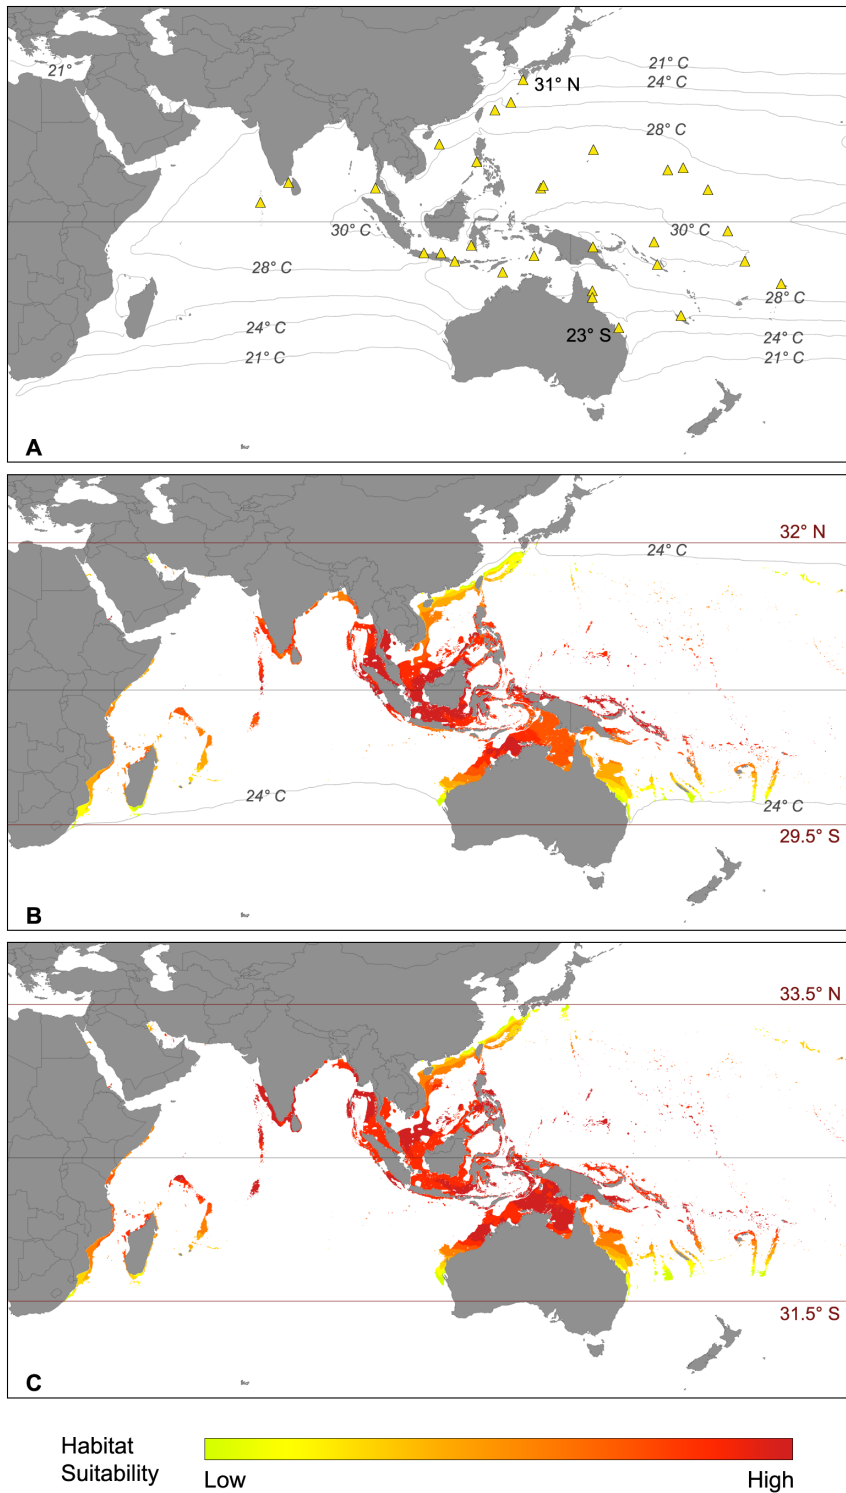 21° C
21°
24° C
31° N
28° C
30° C
30° C
28° C
28° C
24° C
23° S
24° C
21° C
21° C
A
32° N
24° C
24° C
24° C
29.5° S
B
33.5° N
31.5° S
C
Habitat
Suitability
Low
High